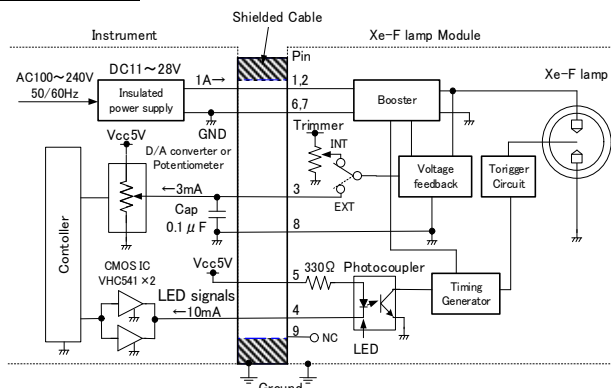 Shielded Cable
Instrument
Xe-F lamp Module
Pin
DC11～28V
AC100～240V
50/60Hz
Insulated
power supply
1A→
1,2
6,7
GND
Booster
Xe-F lamp
Trimmer
INT
EXT
Vcc5V
D/A converter or
Potentiometer
←3mA
3
Cap
0.1μF
8
Voltage
feedback
Torigger
Circuit
Contoller
CMOS IC
VHC541 ×2
Vcc5V
5
330Ω
Photocoupler
LED signals
←10mA
4
9
NC
LED
Timing
Generator
Ground